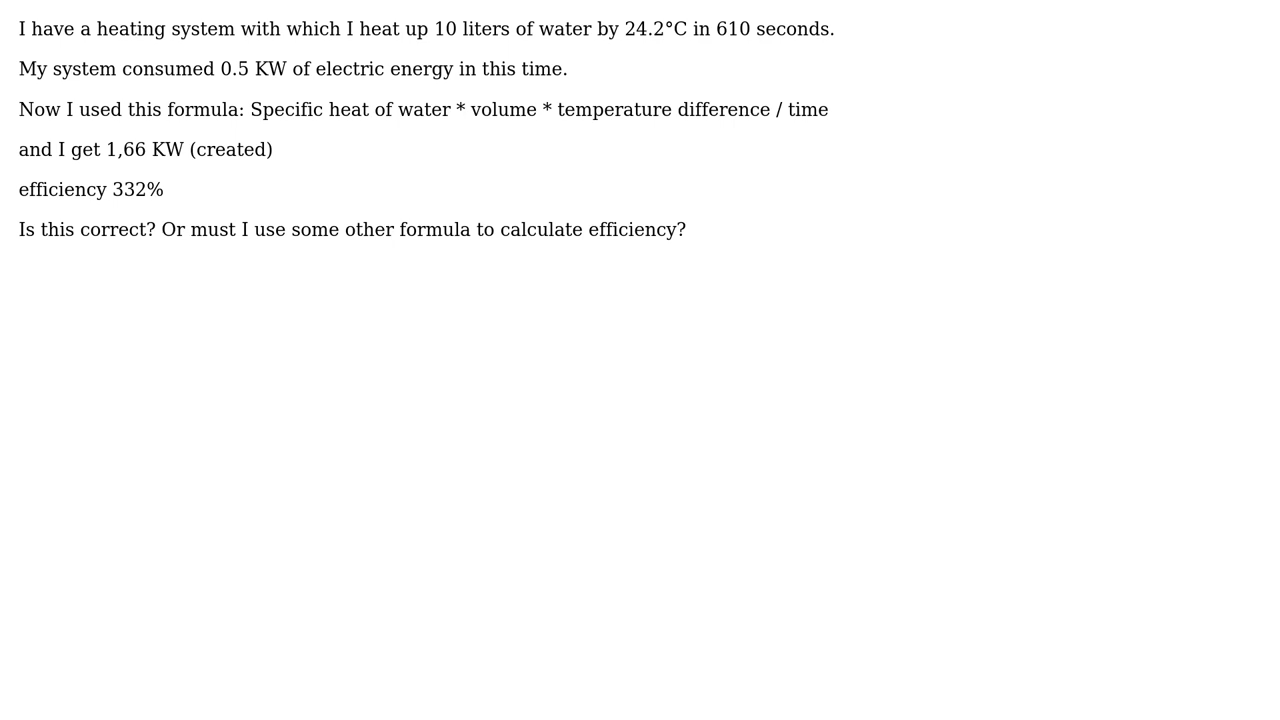 I have a heating system with which I heat up 10 liters of water by 24.2°C in 610 seconds.
My system consumed 0.5 KW of electric energy in this time.
Now I used this formula: Specific heat of water * volume * temperature difference / time
and I get 1,66 KW (created)
efficiency 332%
Is this correct? Or must I use some other formula to calculate efficiency?